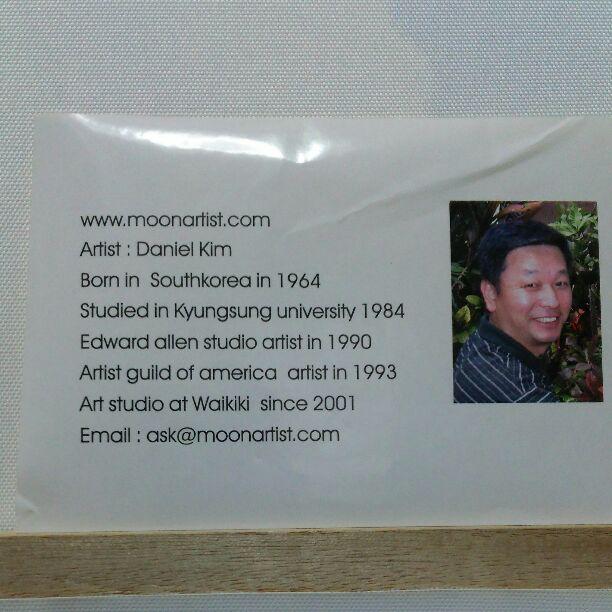 www.moonartist.com
Artist : Daniel Kim
Born in Southkorea in 1964
Studied in Kyungsung university 1984
Edward allen studio artist in 1990
Artist guild of america artist in 1993
Art studio at Waikiki since 2001
Email : ask@moonartist.com